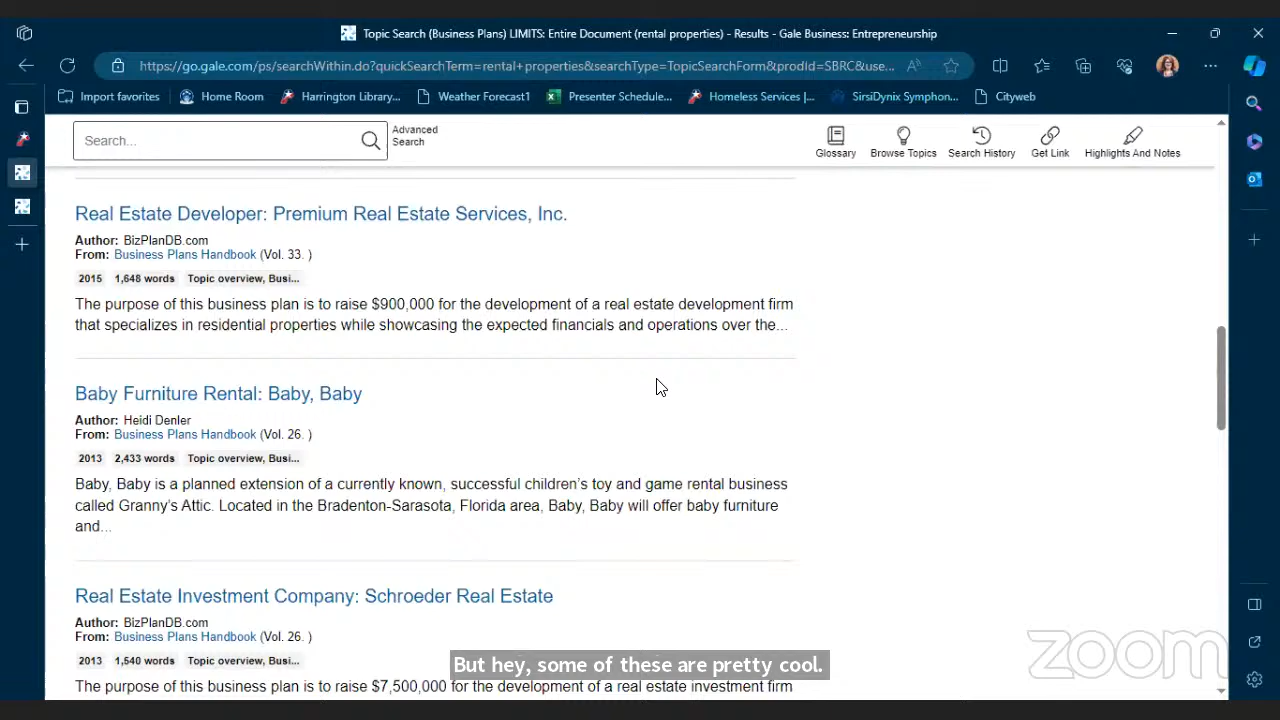 Topic Search (Business Plans) LIMITS: Entire Document (rental properties) - Results - Gale Business: Entrepreneurship
https://go.gale.com/ps/searchWithin.do?quickSearchTerm=rental+properties&searchType=TopicSearchForm&prodId=SBRC&use...
Import favorites Home Room Harrington Library... Weather Forecast1 Presenter Schedule... Homeless Services |... SirsiDynix Symphon... Cityweb
Search... Advanced Search
Glossary Browse Topics Search History Get Link Highlights And Notes
Real Estate Developer: Premium Real Estate Services, Inc.
Author: BizPlanDB.com
From: Business Plans Handbook (Vol. 33. )
2015 1,648 words Topic overview, Busi...
The purpose of this business plan is to raise $900,000 for the development of a real estate development firm
that specializes in residential properties while showcasing the expected financials and operations over the...
Baby Furniture Rental: Baby, Baby
Author: Heidi Denler
From: Business Plans Handbook (Vol. 26. )
2013 2,433 words Topic overview, Busi...
Baby, Baby is a planned extension of a currently known, successful children's toy and game rental business
called Granny's Attic. Located in the Bradenton-Sarasota, Florida area, Baby, Baby will offer baby furniture
and...
Real Estate Investment Company: Schroeder Real Estate
Author: BizPlanDB.com
From: Business Plans Handbook (Vol. 26. )
2013 1,540 words Topic overview, Busi...
But hey, some of these are pretty cool.
The purpose of this business plan is to raise $7,500,000 for the development of a real estate investment firm
zoom